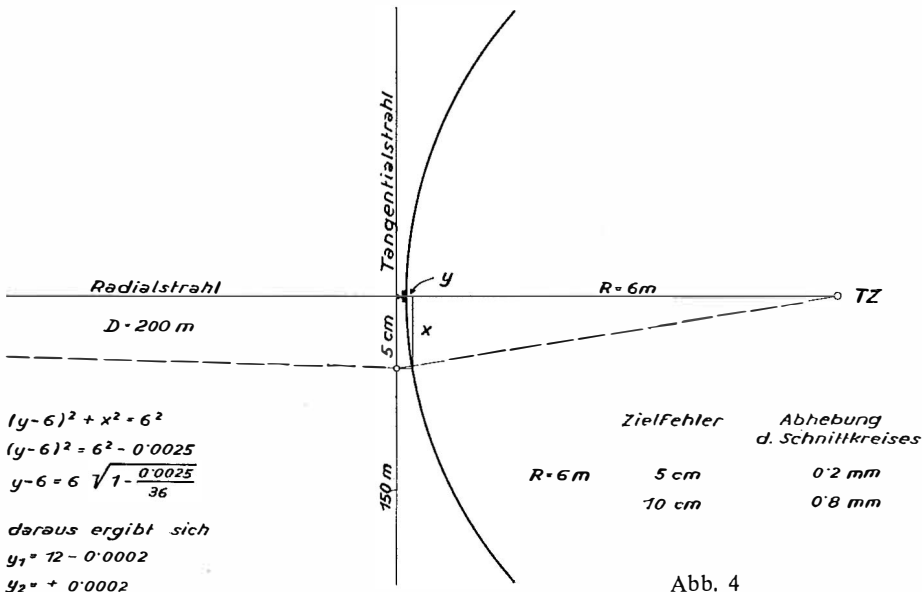 Tangentialstrahl
y
Radialstrahl
R=6m
TZ
D=200 m
5 cm
x
(y-6)² + x² = 6²
(y-6)² = 6² - 0·0025
y-6 = 6 √(1 - 0·0025/36)
daraus ergibt sich
y₁ = 12 - 0·0002
y₂ = + 0·0002
150 m
Zielfehler Abhebung
d. Schnittkreises
R=6m 5 cm 0·2 mm
10 cm 0·8 mm
Abb. 4